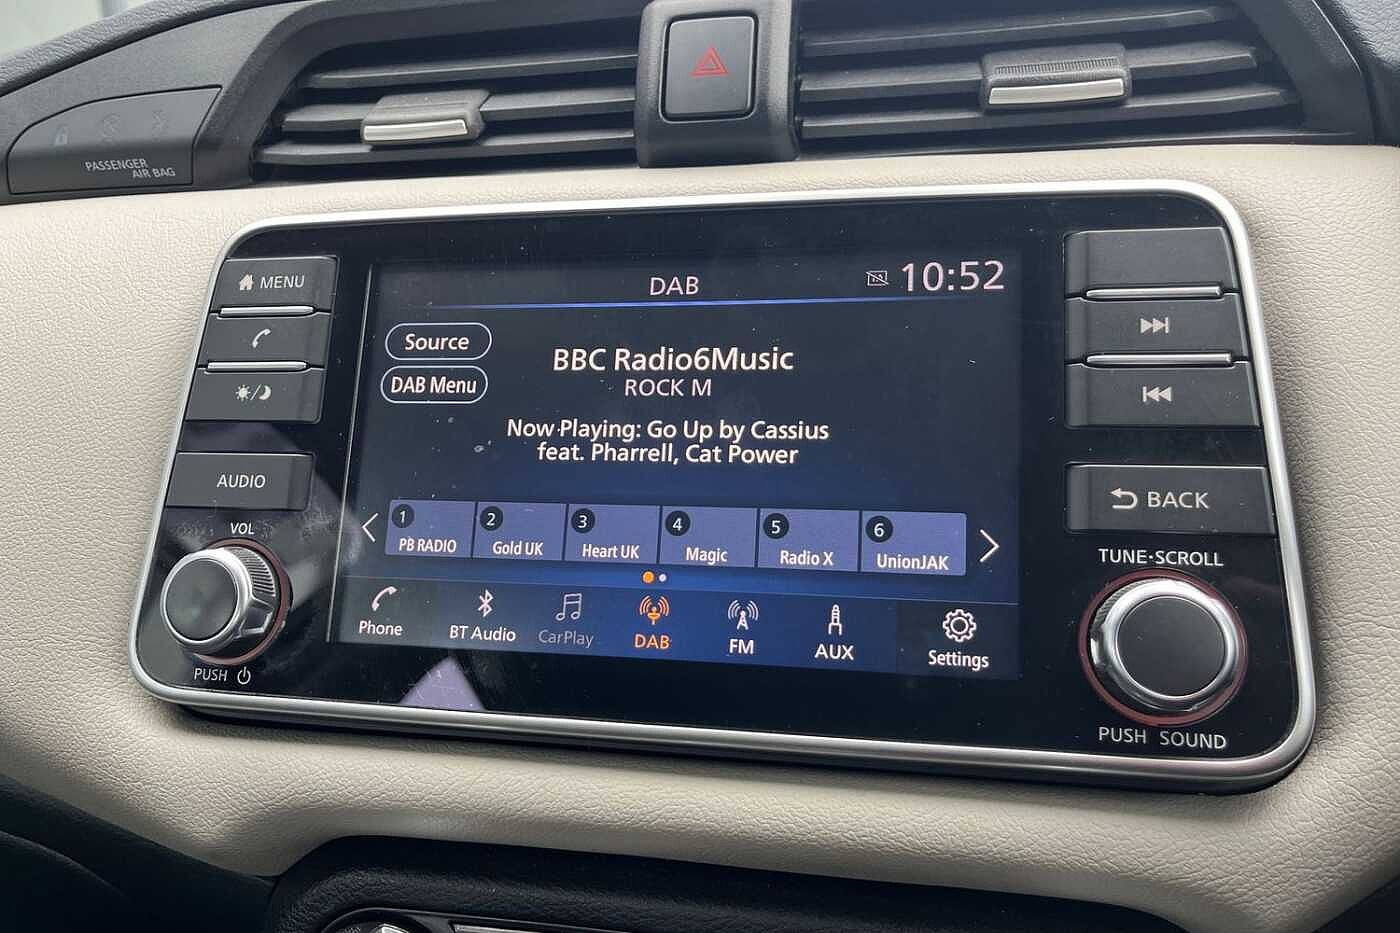 PASSENGER
AIR BAG
MENU
AUDIO
VOL
PUSH
DAB
10:52
Source
DAB Menu
BBC Radio6Music
ROCK M
Now Playing: Go Up by Cassius
feat. Pharrell, Cat Power
1 PB RADIO
2 Gold UK
3 Heart UK
4 Magic
5 Radio X
6 UnionJAK
Phone
BT Audio
CarPlay
DAB
FM
AUX
Settings
BACK
TUNE·SCROLL
PUSH SOUND